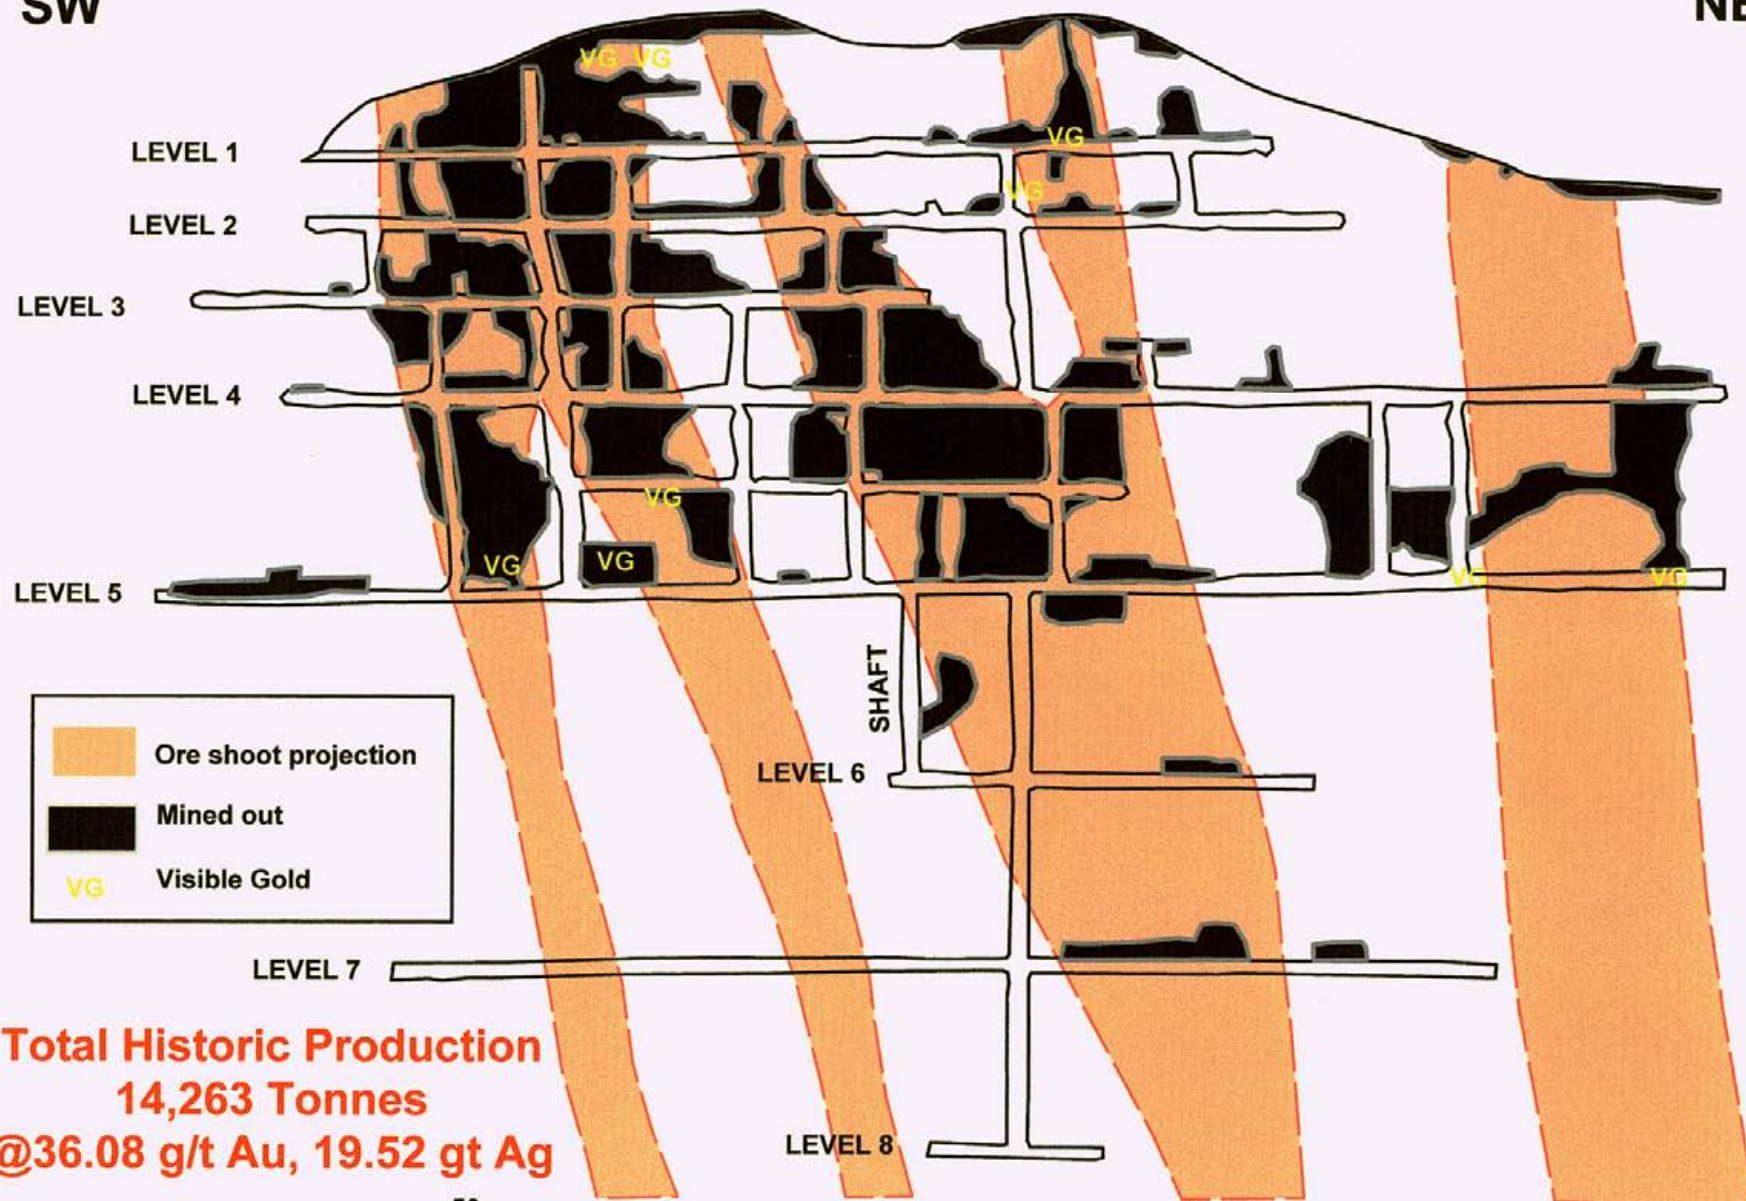 SW
NE
VG VG
LEVEL 1
VG
VG
LEVEL 2
LEVEL 3
LEVEL 4
VG
VG
VG
VG
VG
LEVEL 5
SHAFT
Ore shoot projection
LEVEL 6
Mined out
VG Visible Gold
LEVEL 7
Total Historic Production
14,263 Tonnes
@36.08 g/t Au, 19.52 gt Ag
LEVEL 8